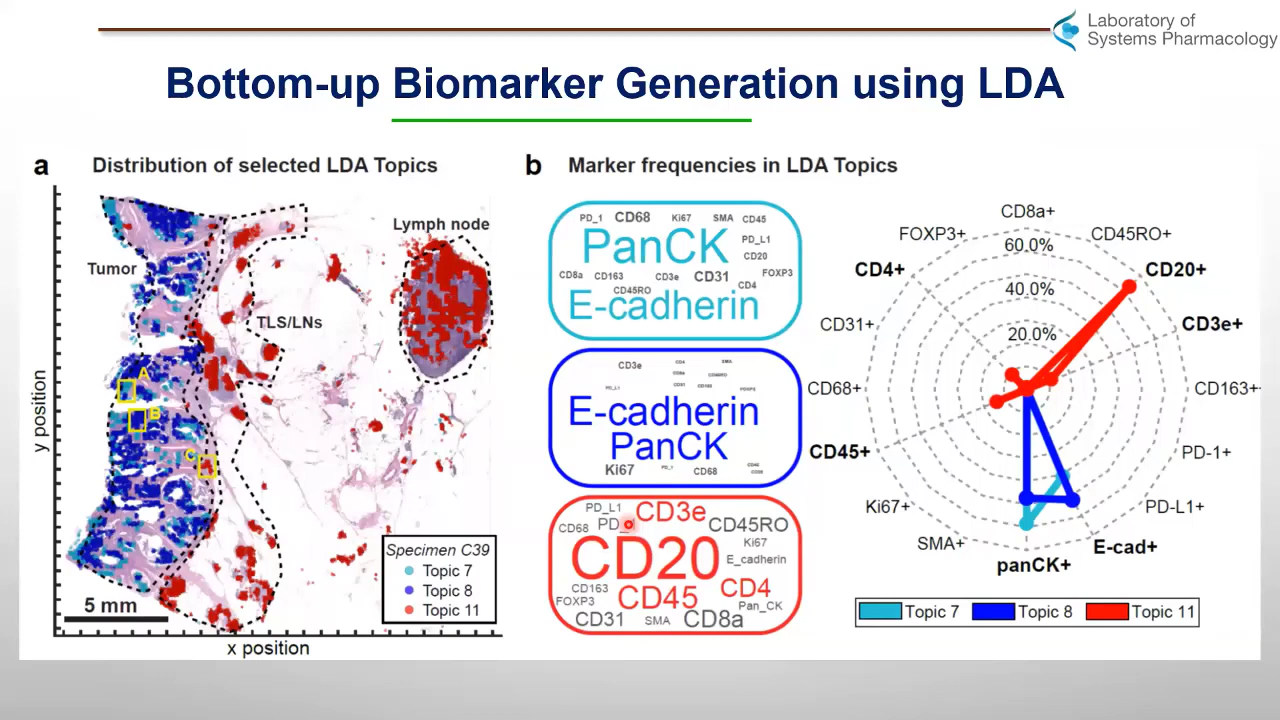 Laboratory of
Systems Pharmacology
Bottom-up Biomarker Generation using LDA
a
Distribution of selected LDA Topics
Lymph node
Tumor
TLS/LNs
A
B
C
y position
5 mm
Specimen C39
Topic 7
Topic 8
Topic 11
x position
b
Marker frequencies in LDA Topics
PD_1 CD68 Ki67 SMA CD45
PanCK PD_L1
CD20
CD8a CD163 CD3e CD31 FOXP3
CD45RO CD4
E-cadherin
CD3e CD4 SMA
CD8a CD45RO
PD_L1 CD31 CD163 FOXP3
E-cadherin
PanCK
Ki67 PD_1 CD68 CD45
CD20
PD_L1 CD3e
CD68 PD_ CD45RO
Ki67
CD20 E_cadherin
CD163 CD4
FOXP3 CD45 Pan_CK
CD31 SMA CD8a
CD8a+
FOXP3+ CD45RO+
60.0%
CD4+ CD20+
40.0%
CD31+ CD3e+
20.0%
CD68+ CD163+
CD45+ PD-1+
Ki67+ PD-L1+
SMA+ E-cad+
panCK+
Topic 7 Topic 8 Topic 11